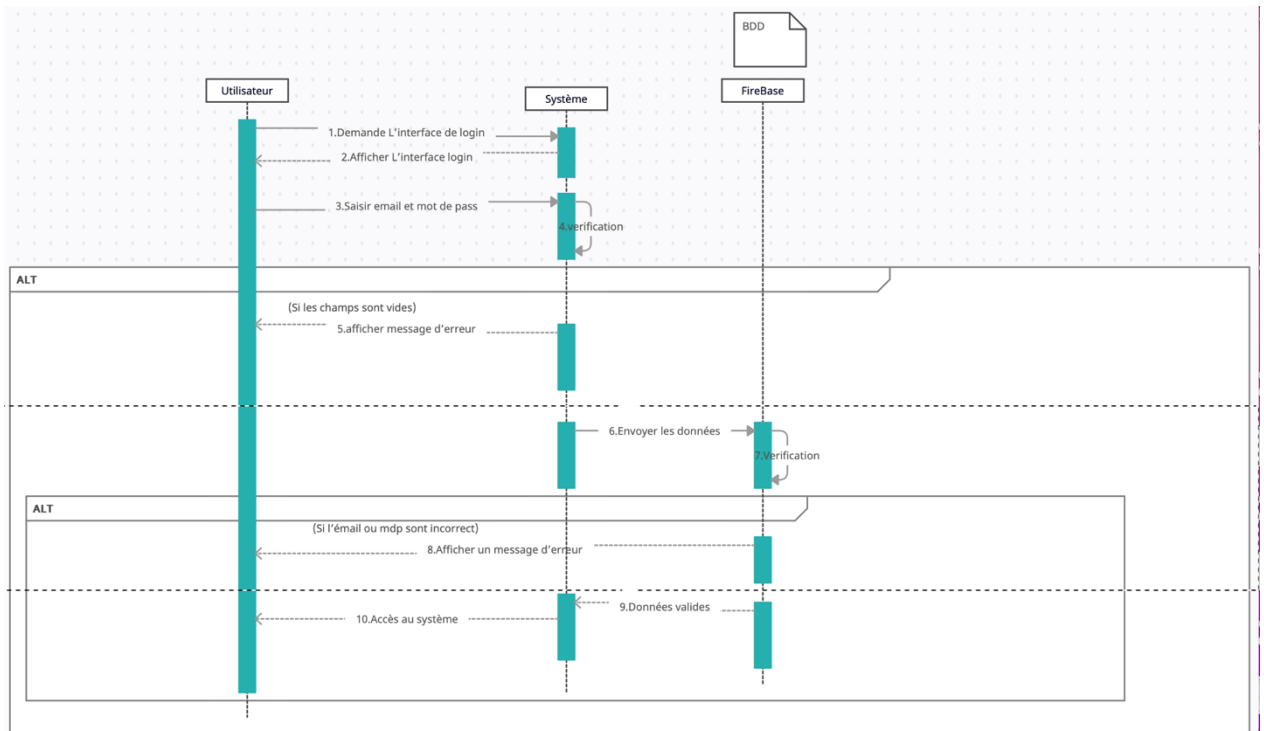 BDD
Utilisateur
Système
FireBase
1.Demande L'interface de login
2.Afficher L'interface login
3.Saisir email et mot de pass
4.verification
ALT
(Si les champs sont vides)
5.afficher message d'erreur
6.Envoyer les données
7.Verification
ALT
(Si l'émail ou mdp sont incorrect)
8.Afficher un message d'erreur
9.Données valides
10.Accès au système